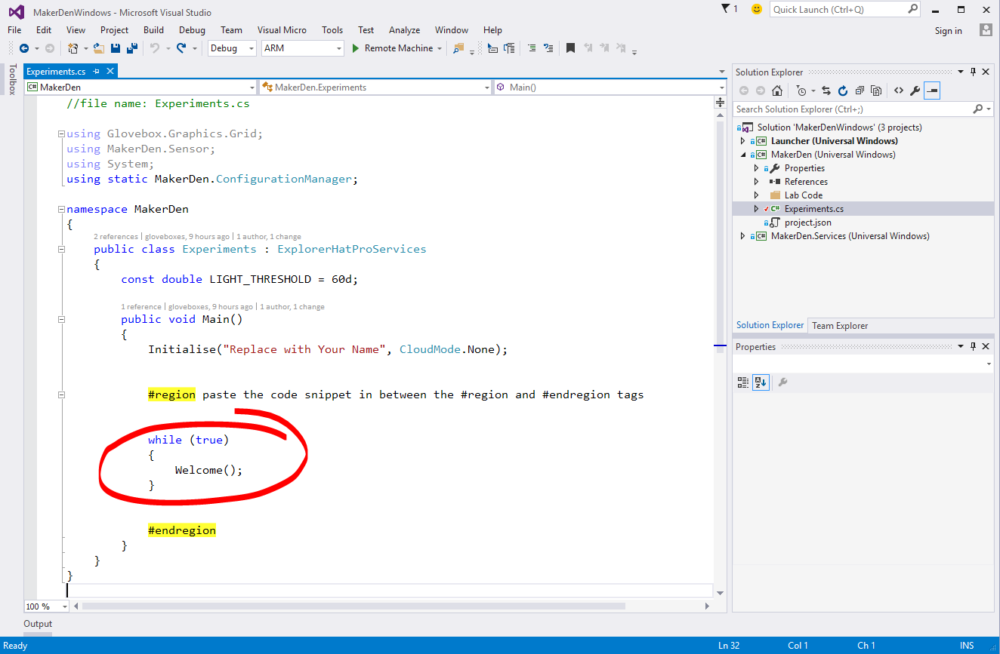 MakerDenWindows - Microsoft Visual Studio
1
Quick Launch (Ctrl+Q)
File Edit View Project Build Debug Team Visual Micro Tools Test Analyze Window Help
Sign in
Debug ARM Remote Machine
Toolbox
Experiments.cs
C# MakerDen MakerDen.Experiments Main()
//file name: Experiments.cs
using Glovebox.Graphics.Grid;
using MakerDen.Sensor;
using System;
using static MakerDen.ConfigurationManager;
namespace MakerDen
{
2 references | gloveboxes, 9 hours ago | 1 author, 1 change
public class Experiments : ExplorerHatProServices
{
const double LIGHT_THRESHOLD = 60d;
1 reference | gloveboxes, 9 hours ago | 1 author, 1 change
public void Main()
{
Initialise("Replace with Your Name", CloudMode.None);
#region paste the code snippet in between the #region and #endregion tags
while (true)
{
Welcome();
}
#endregion
}
}
}
100 %
Output
Solution Explorer
Search Solution Explorer (Ctrl+;)
Solution 'MakerDenWindows' (3 projects)
C# Launcher (Universal Windows)
C# MakerDen (Universal Windows)
Properties
References
Lab Code
C# Experiments.cs
project.json
C# MakerDen.Services (Universal Windows)
Solution Explorer Team Explorer
Properties
Ready Ln 32 Col 1 Ch 1 INS